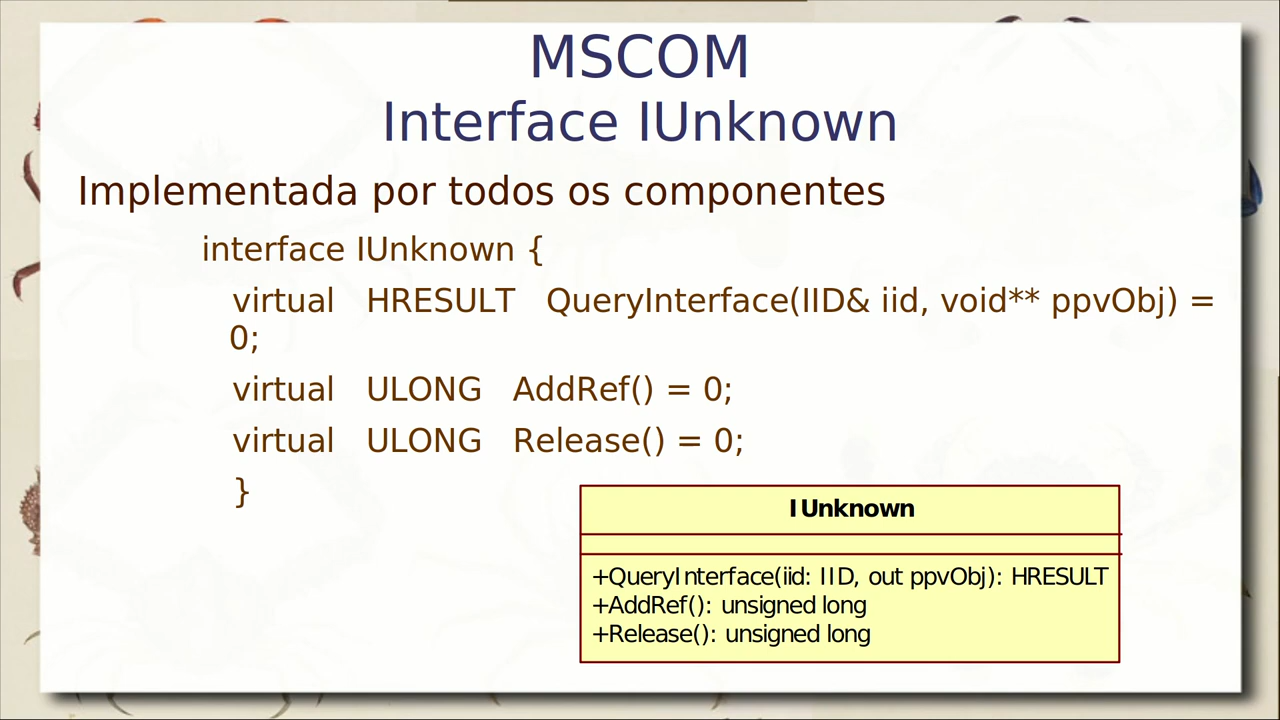 MSCOM
Interface IUnknown
Implementada por todos os componentes
interface IUnknown {
virtual HRESULT QueryInterface(IID& iid, void** ppvObj) =
0;
virtual ULONG AddRef() = 0;
virtual ULONG Release() = 0;
}
IUnknown
+QueryInterface(iid: IID, out ppvObj): HRESULT
+AddRef(): unsigned long
+Release(): unsigned long